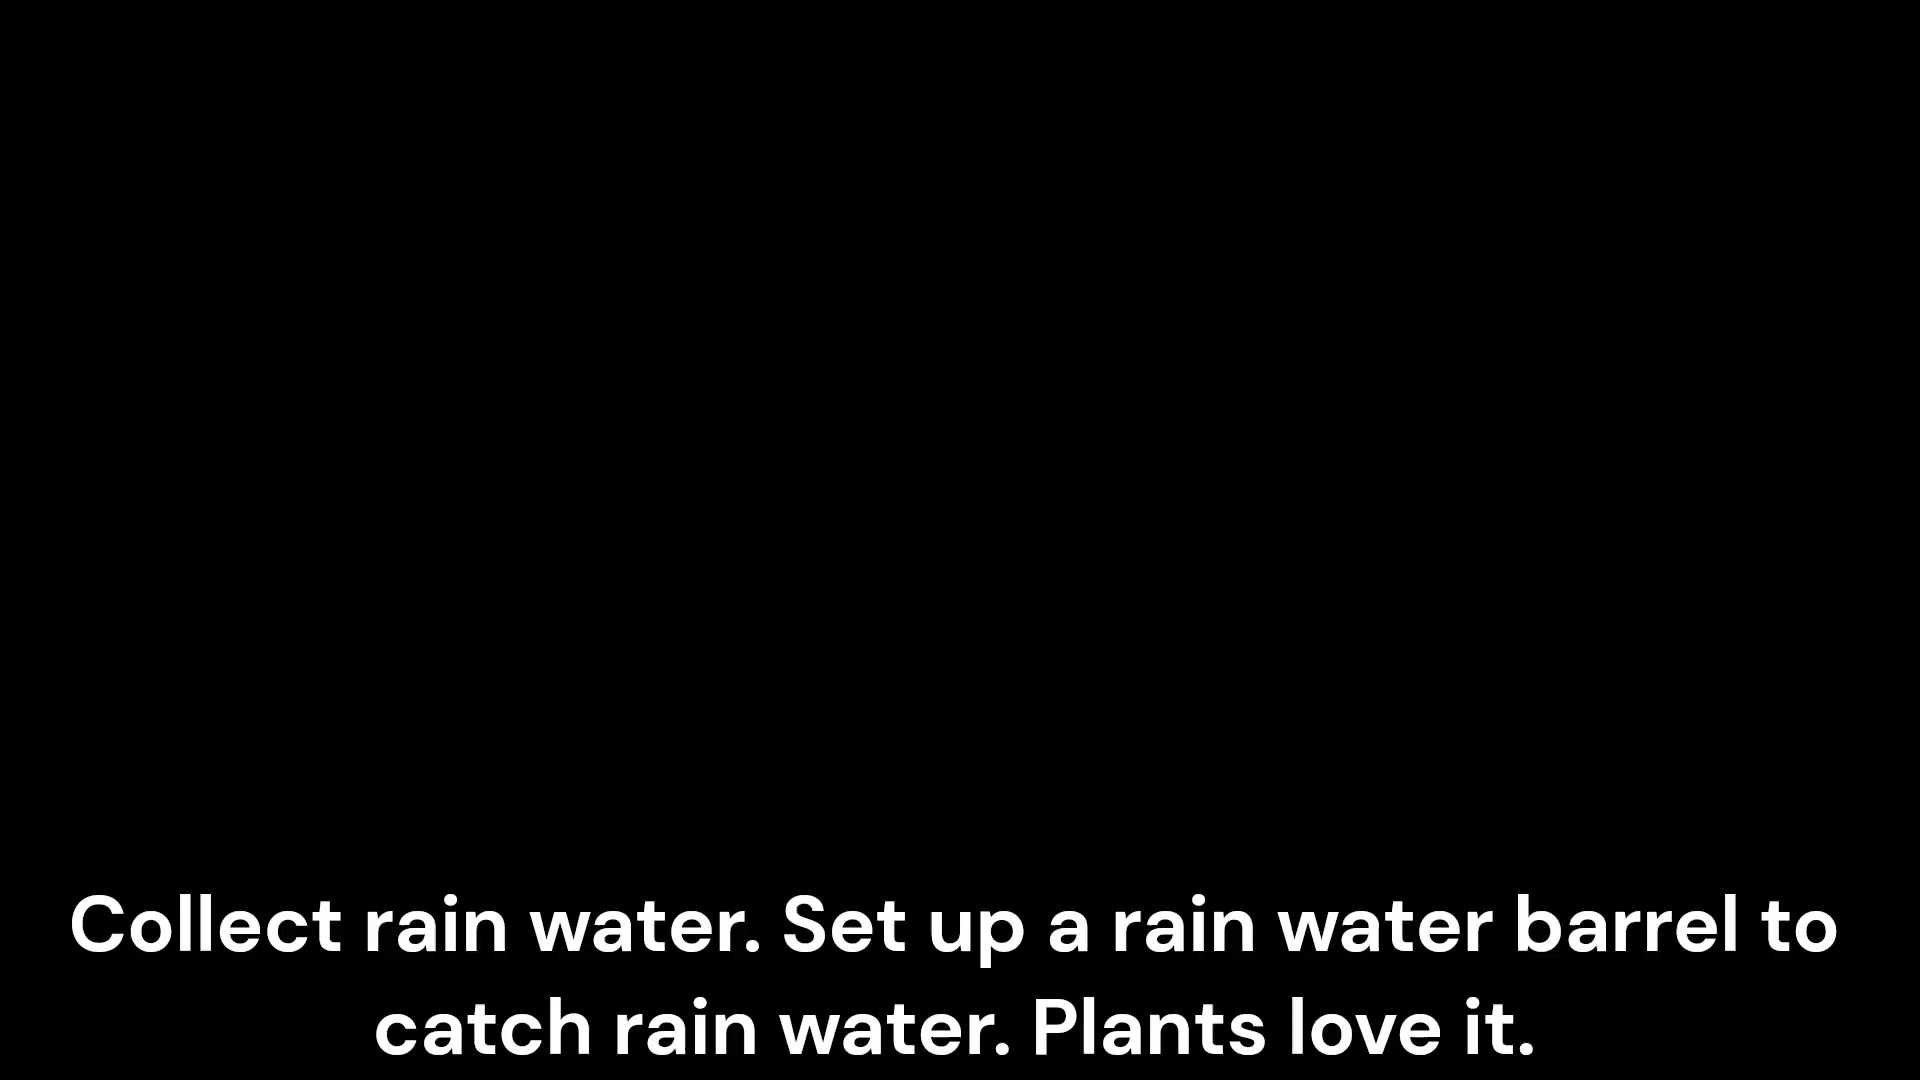 Collect rain water. Set up a rain water barrel to
catch rain water. Plants love it.